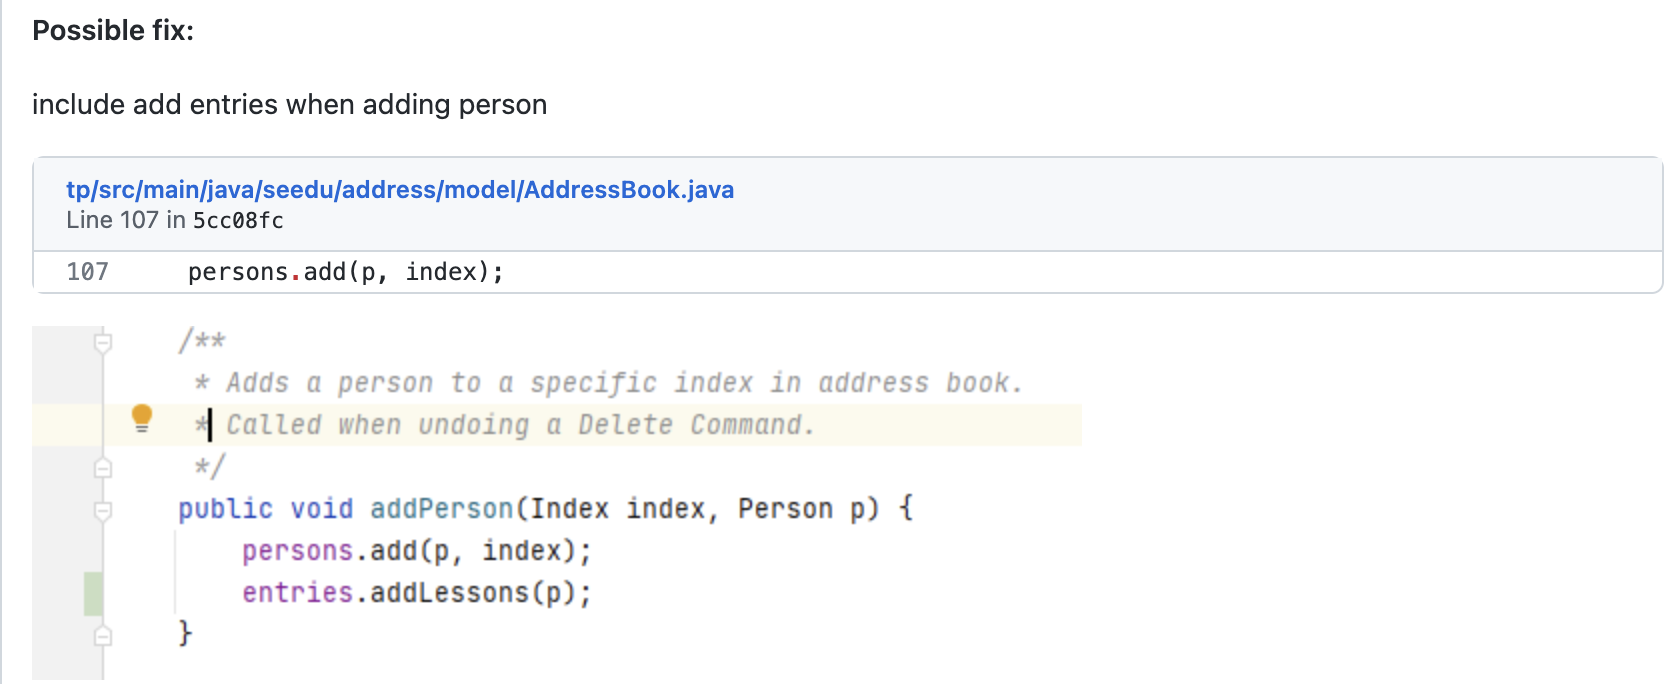 Possible fix:
include add entries when adding person
tp/src/main/java/seedu/address/model/AddressBook.java
Line 107 in 5cc08fc
107 persons.add(p, index);
/**
* Adds a person to a specific index in address book.
* Called when undoing a Delete Command.
*/
public void addPerson(Index index, Person p) {
persons.add(p, index);
entries.addLessons(p);
}